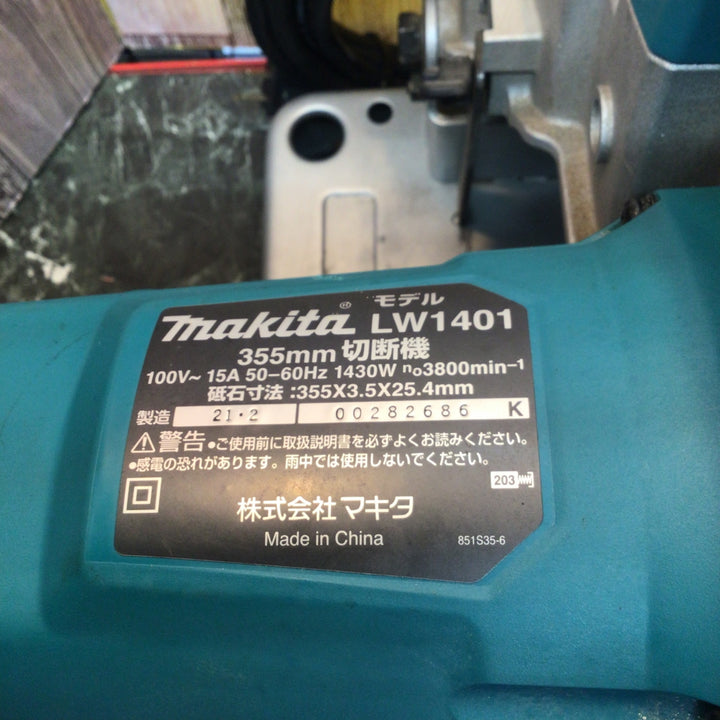 モデル
makita® LW1401
355mm 切断機
100V~ 15A 50-60Hz 1430W no3800min-1
砥石寸法 :355X3.5X25.4mm
製造 21・2 00282686 K
⚠警告 ●ご使用前に取扱説明書を必ずよくお読みください。
●感電の恐れがあります。雨中では使用しないでください。
203
株式会社 マキタ
Made in China 851S35-6